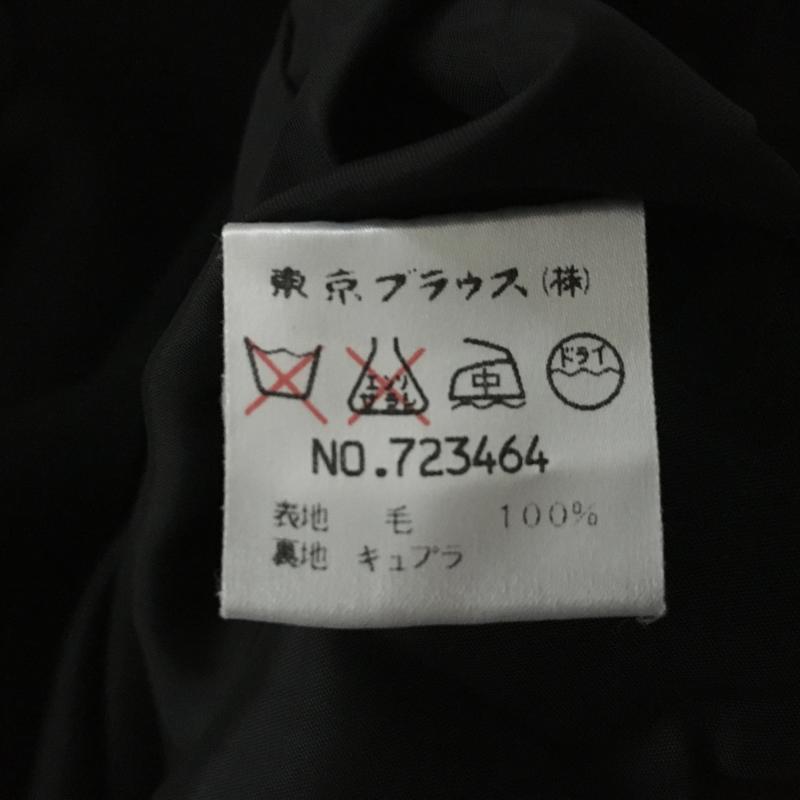 東京ブラウス(株)
エンソ サラシ 中 ドライ
NO.723464
表地 毛 100%
裏地 キュプラ